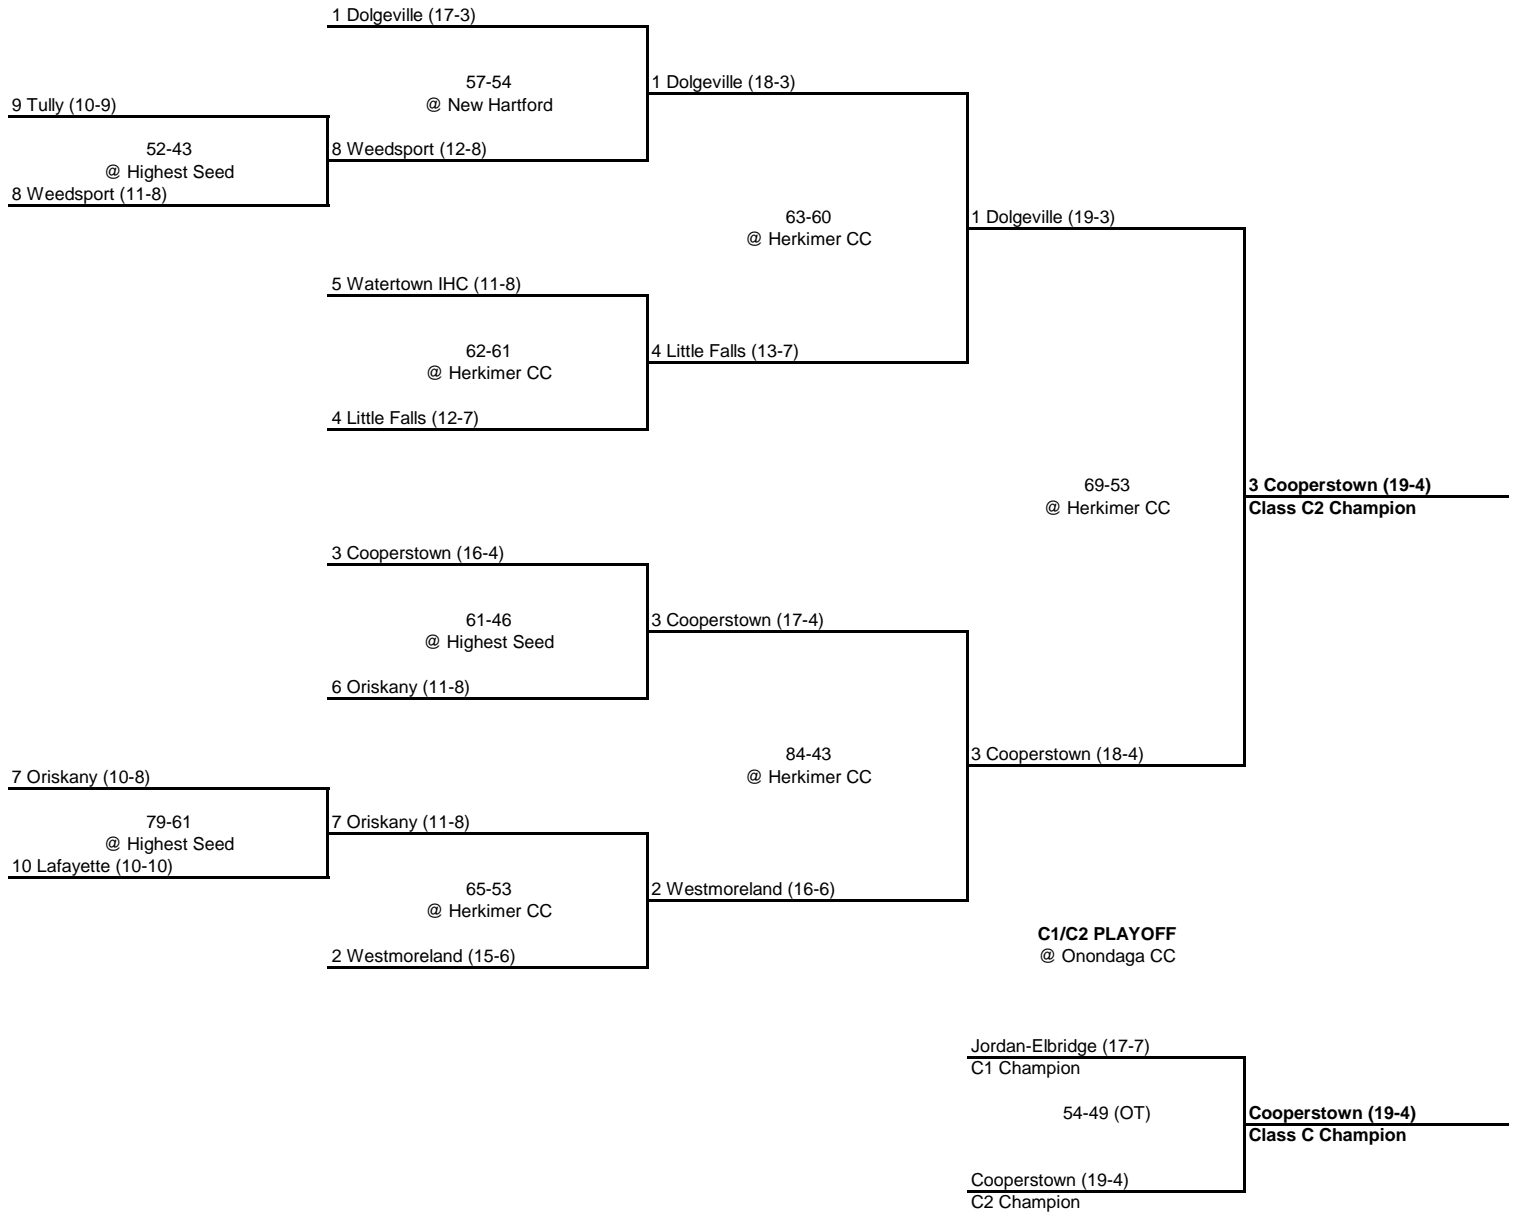 1 Dolgeville (17-3)
57-54
@ New Hartford
1 Dolgeville (18-3)
9 Tully (10-9)
52-43
@ Highest Seed
8 Weedsport (12-8)
8 Weedsport (11-8)
63-60
@ Herkimer CC
1 Dolgeville (19-3)
5 Watertown IHC (11-8)
62-61
@ Herkimer CC
4 Little Falls (13-7)
4 Little Falls (12-7)
69-53
@ Herkimer CC
3 Cooperstown (19-4)
Class C2 Champion
3 Cooperstown (16-4)
61-46
@ Highest Seed
3 Cooperstown (17-4)
6 Oriskany (11-8)
84-43
@ Herkimer CC
3 Cooperstown (18-4)
7 Oriskany (10-8)
79-61
@ Highest Seed
7 Oriskany (11-8)
10 Lafayette (10-10)
65-53
@ Herkimer CC
2 Westmoreland (16-6)
2 Westmoreland (15-6)
C1/C2 PLAYOFF
@ Onondaga CC
Jordan-Elbridge (17-7)
C1 Champion
54-49 (OT)
Cooperstown (19-4)
Class C Champion
Cooperstown (19-4)
C2 Champion